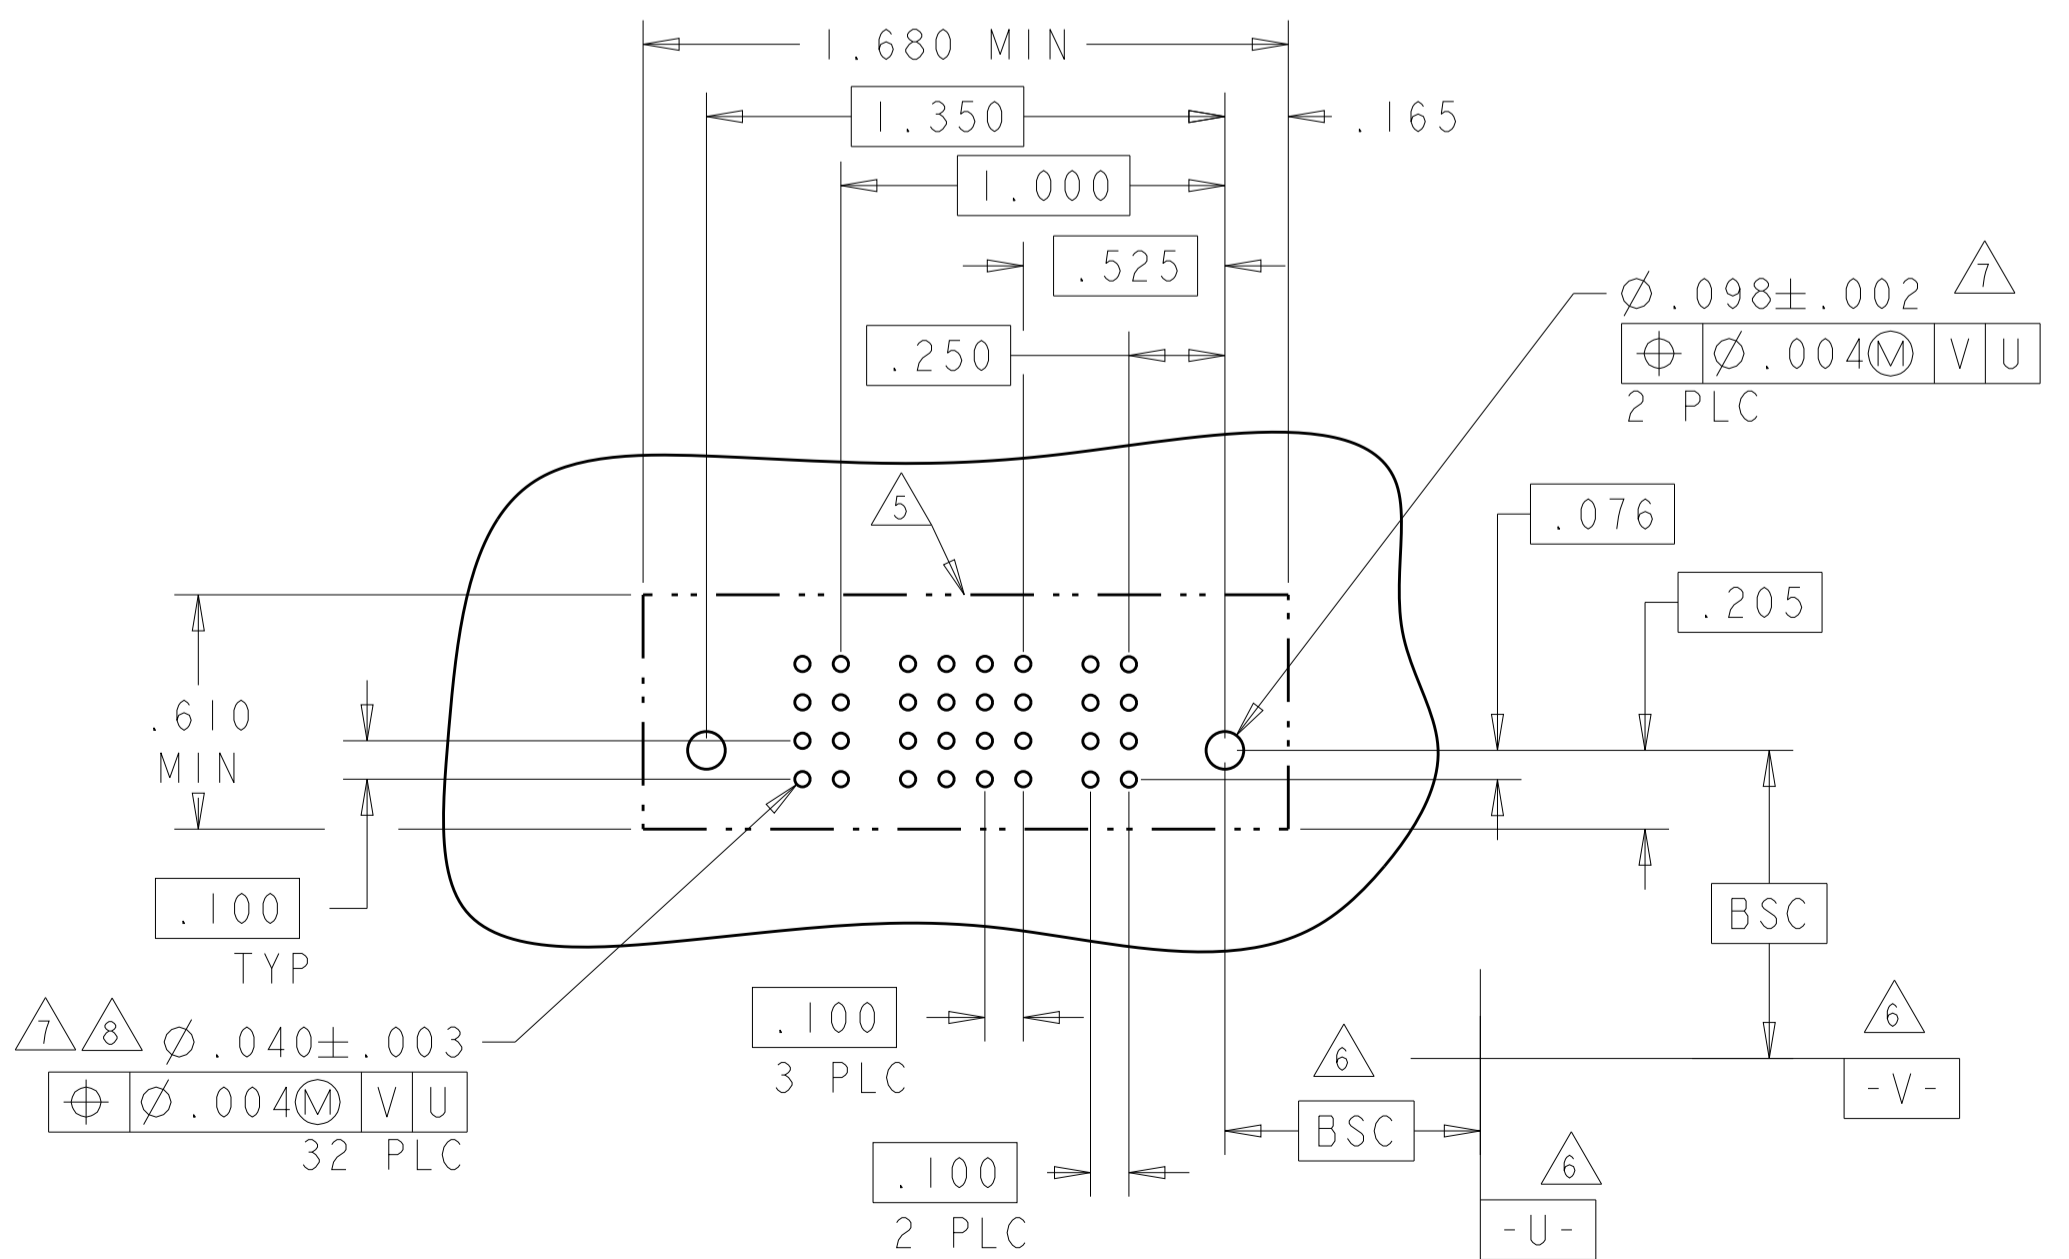 1.680 MIN
1.350
.165
1.000
.525
Ø.098±.002
7
.250
⌖ Ø.004Ⓜ V U
2 PLC
5
.076
.205
.610
MIN
.100
TYP
BSC
7 8 Ø.040±.003
.100
3 PLC
6
6
⌖ Ø.004Ⓜ V U
32 PLC
BSC
-V-
.100
2 PLC
6
-U-